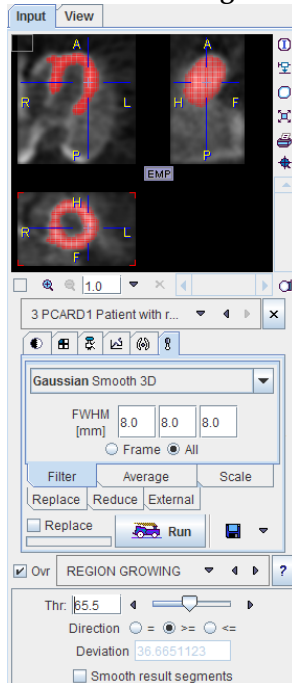 Input View
A A
R L H F
P P
EMP
H
R L
F
1.0
3 PCARD1 Patient with r...
Gaussian Smooth 3D
FWHM
[mm] 8.0 8.0 8.0
Frame All
Filter Average Scale
Replace Reduce External
Replace Run
Ovr REGION GROWING ?
Thr: 65.5
Direction = >= <=
Deviation 36.6651123
Smooth result segments